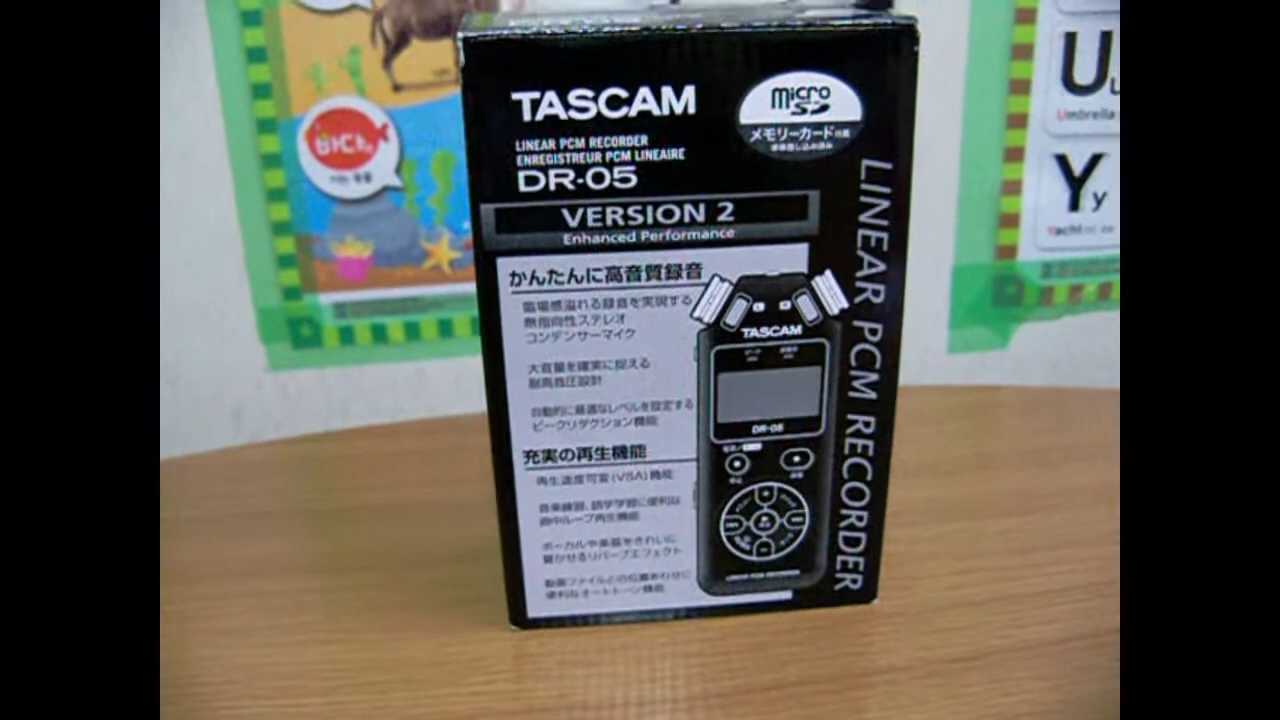 TASCAM
micro
SD
メモリーカード付属
LINEAR PCM RECORDER
ENREGISTREUR PCM LINEAIRE
DR-05
VERSION 2
Enhanced Performance
かんたんに高音質録音
臨場感溢れる録音を実現する
無指向性ステレオ
コンデンサーマイク
大音量を確実に捉える
耐高音圧設計
自動的に最適なレベルを設定する
ピークリダクション機能
充実の再生機能
再生速度可変(VSA)機能
音楽練習、語学学習に便利な
曲中ループ再生機能
ボーカルや楽器をきれいに
響かせるリバーブエフェクト
動画ファイルとの位置あわせに
便利なオートトーン機能
TASCAM
DR-05
LINEAR PCM RECORDER
LINEAR PCM RECORDER
바다
U
Umbrella
Yy
Yacht